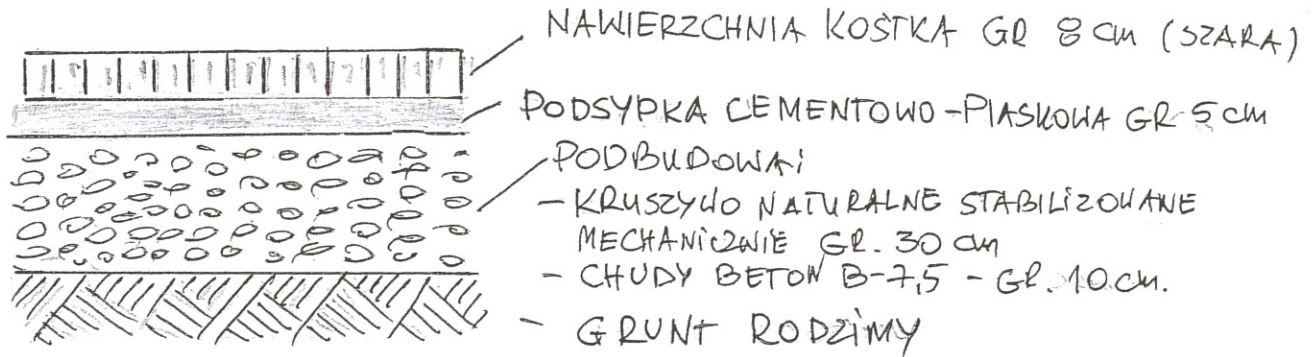 NAWIERZCHNIA KOSTKA GR 8 cm (SZARA)
PODSYPKA CEMENTOWO-PIASKOWA GR 5 cm
PODBUDOWA:
- KRUSZYWO NATURALNE STABILIZOWANE
MECHANICZNIE GR. 30 cm
- CHUDY BETON B-7,5 - GR. 10 cm.
- GRUNT RODZIMY